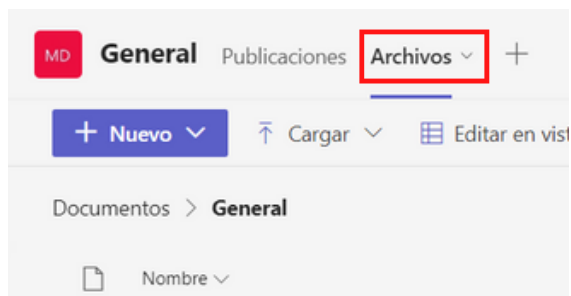 MD General Publicaciones Archivos
+ Nuevo Cargar Editar en vist
Documentos > General
Nombre